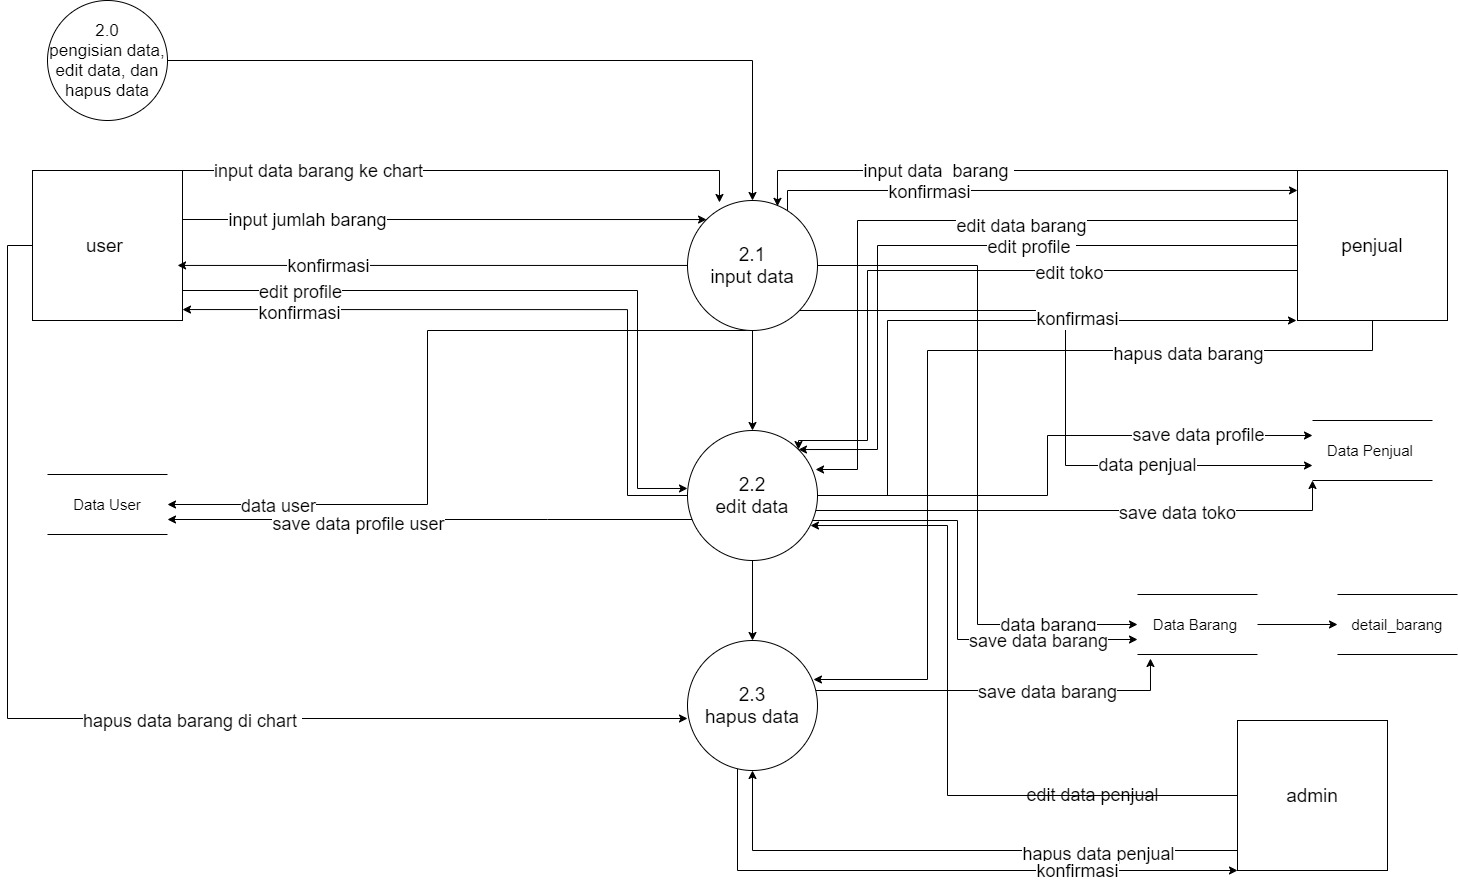 2.0
pengisian data,
edit data, dan
hapus data
input data barang ke chart
input data barang
konfirmasi
input jumlah barang
edit data barang
user
2.1
input data
edit profile
penjual
konfirmasi
edit toko
edit profile
konfirmasi
konfirmasi
hapus data barang
save data profile
Data Penjual
data penjual
2.2
edit data
Data User
data user
save data toko
save data profile user
data barang
Data Barang
detail_barang
save data barang
2.3
hapus data
save data barang
hapus data barang di chart
edit data penjual
admin
hapus data penjual
konfirmasi